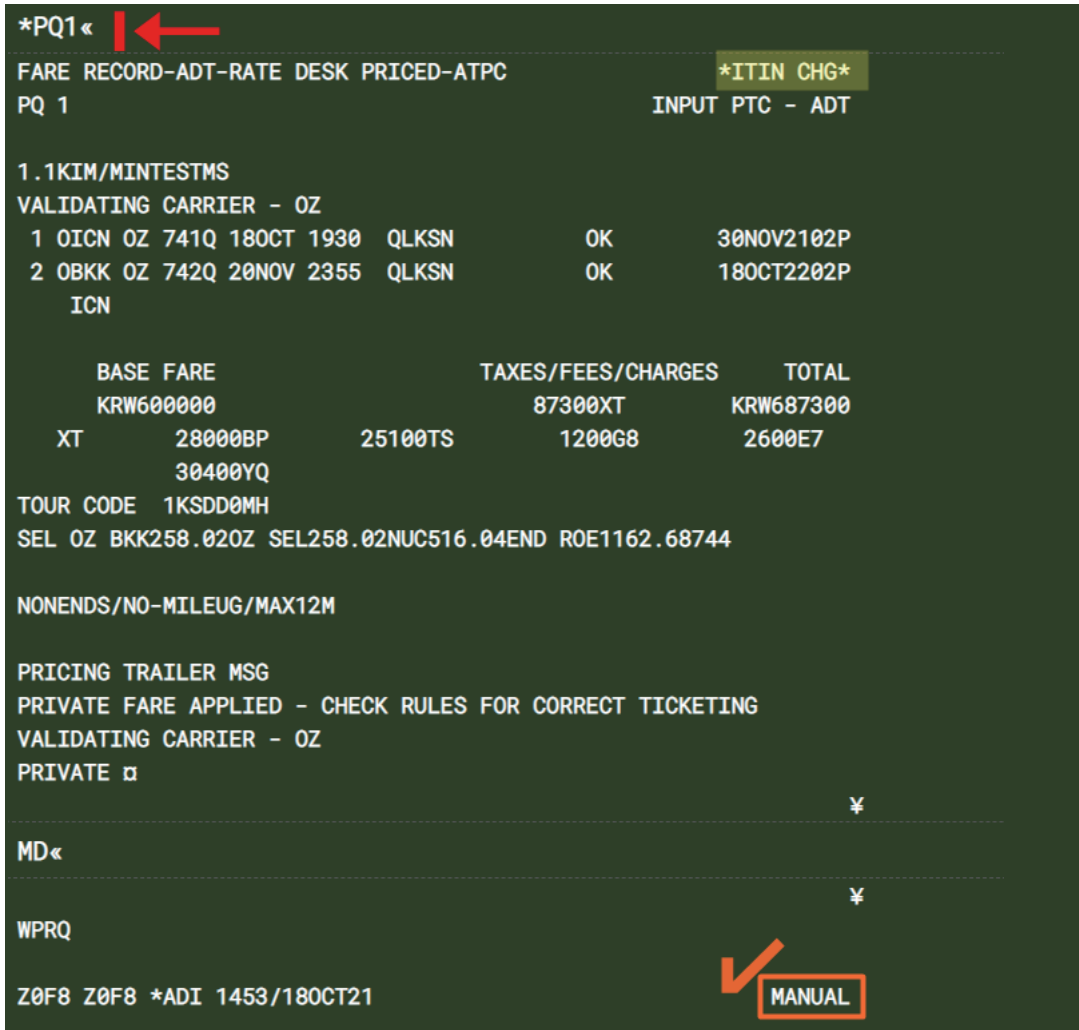 *PQ1«
FARE RECORD-ADT-RATE DESK PRICED-ATPC *ITIN CHG*
PQ 1 INPUT PTC - ADT
1.1KIM/MINTESTMS
VALIDATING CARRIER - OZ
1 OICN OZ 741Q 18OCT 1930 QLKSN OK 30NOV2102P
2 OBKK OZ 742Q 20NOV 2355 QLKSN OK 18OCT2202P
ICN
BASE FARE TAXES/FEES/CHARGES TOTAL
KRW600000 87300XT KRW687300
XT 28000BP 25100TS 1200G8 2600E7
30400YQ
TOUR CODE 1KSDD0MH
SEL OZ BKK258.02OZ SEL258.02NUC516.04END ROE1162.68744
NONENDS/NO-MILEUG/MAX12M
PRICING TRAILER MSG
PRIVATE FARE APPLIED - CHECK RULES FOR CORRECT TICKETING
VALIDATING CARRIER - OZ
PRIVATE ¤
¥
MD«
¥
WPRQ
Z0F8 Z0F8 *ADI 1453/18OCT21 MANUAL